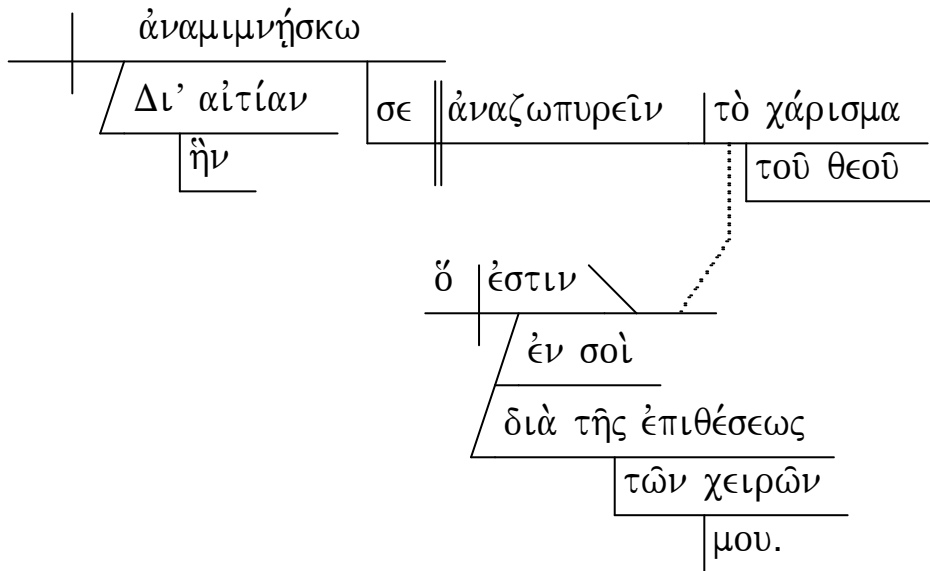 ἀναμιμνῄσκω
Δι’ αἰτίαν
σε ἀναζωπυρεῖν τὸ χάρισμα
ἣν
τοῦ θεοῦ
ὅ ἐστιν
ἐν σοὶ
διὰ τῆς ἐπιθέσεως
τῶν χειρῶν
μου.